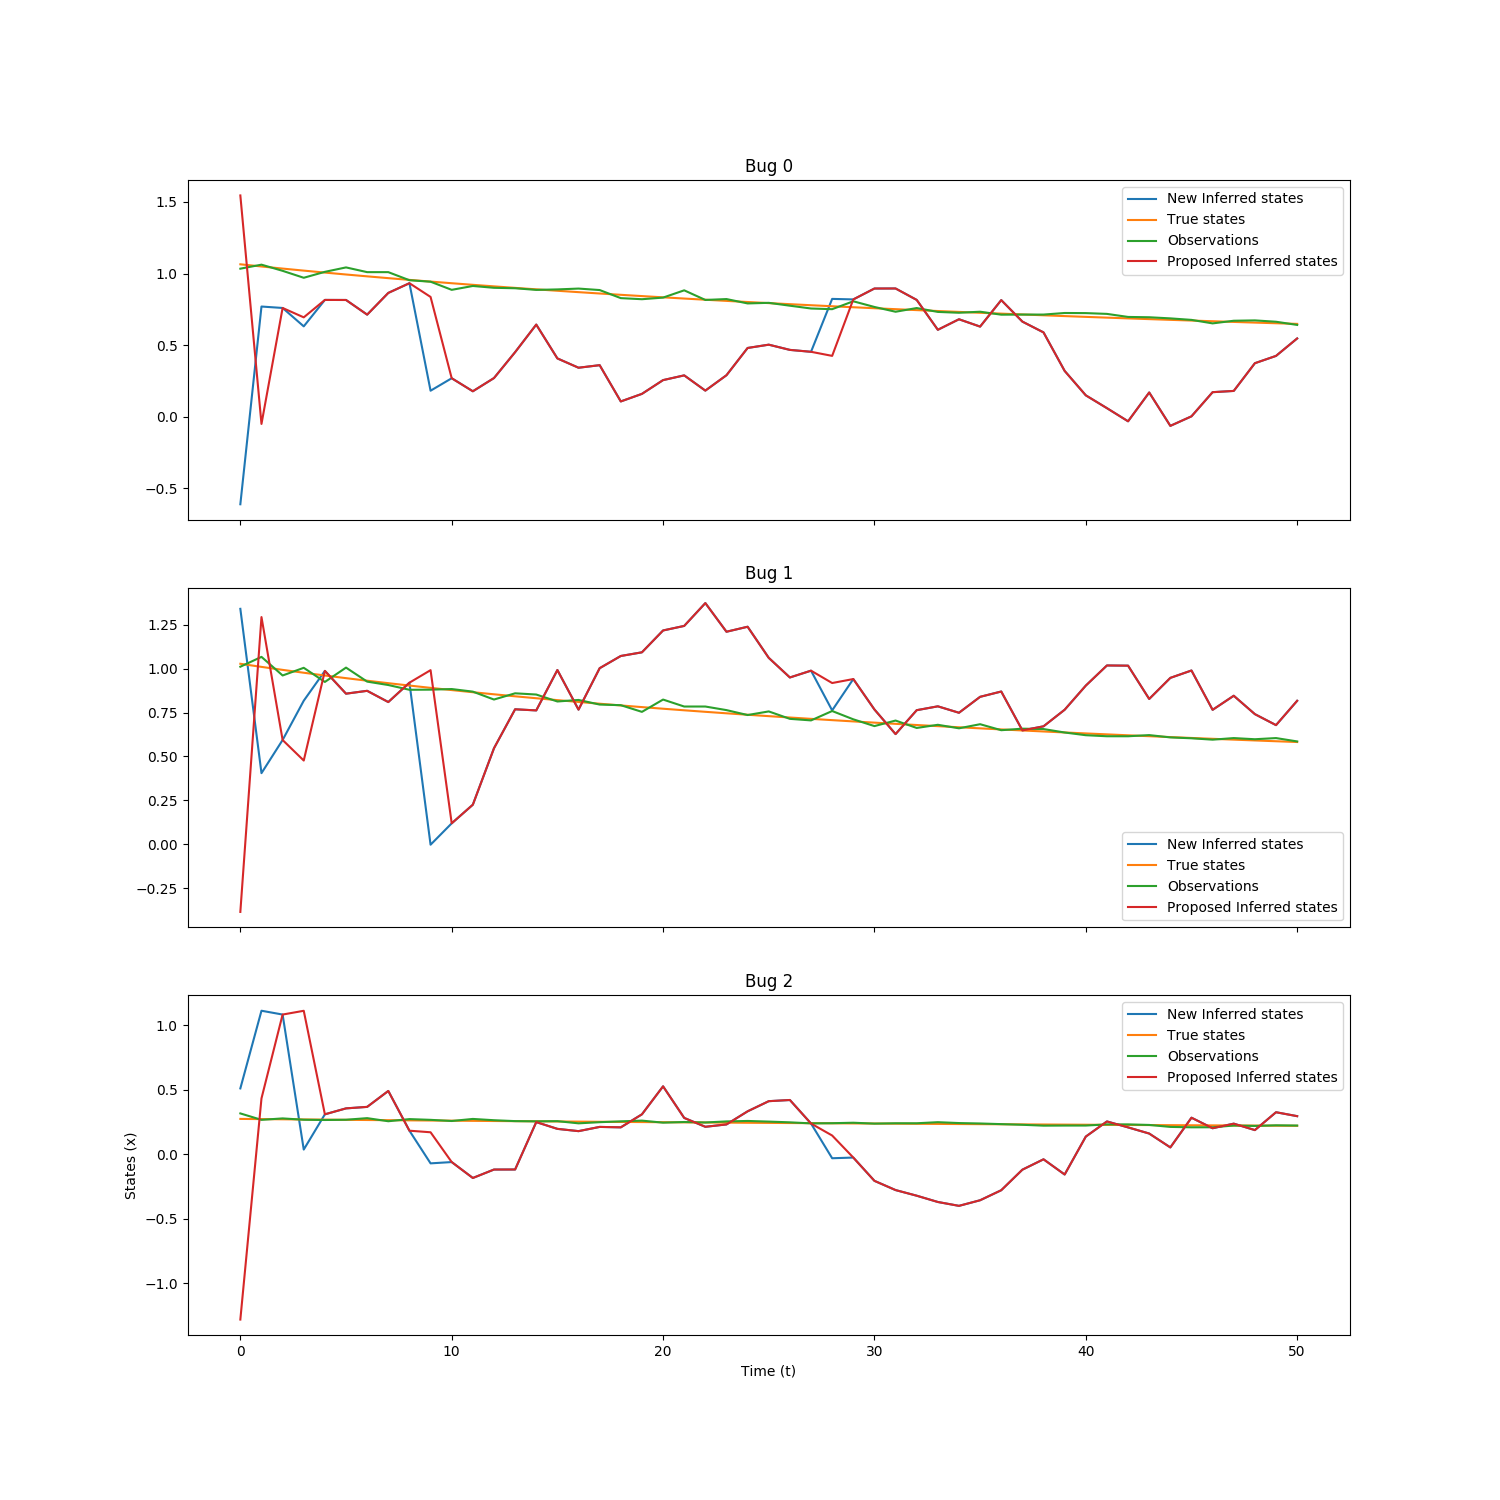 Bug 0
1.5
1.0
0.5
0.0
−0.5
New Inferred states
True states
Observations
Proposed Inferred states
Bug 1
1.25
1.00
0.75
0.50
0.25
0.00
−0.25
New Inferred states
True states
Observations
Proposed Inferred states
Bug 2
1.0
0.5
0.0
−0.5
−1.0
States (x)
New Inferred states
True states
Observations
Proposed Inferred states
0 10 20 30 40 50
Time (t)